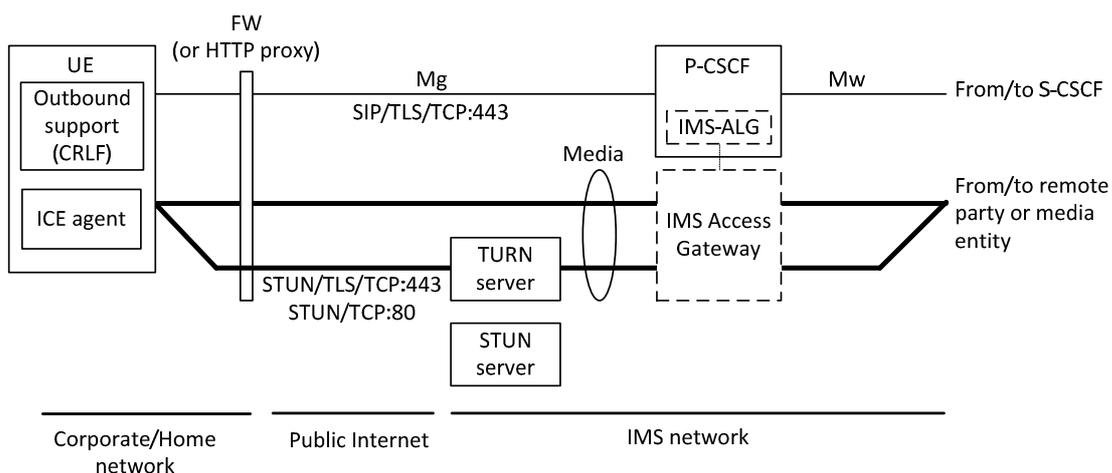 FW
(or HTTP proxy)
UE
Outbound
support
(CRLF)
ICE agent
Mg
SIP/TLS/TCP:443
P-CSCF
IMS-ALG
Mw
From/to S-CSCF
Media
IMS Access
Gateway
From/to remote
party or media
entity
TURN
server
STUN/TLS/TCP:443
STUN/TCP:80
STUN
server
Corporate/Home
network
Public Internet
IMS network